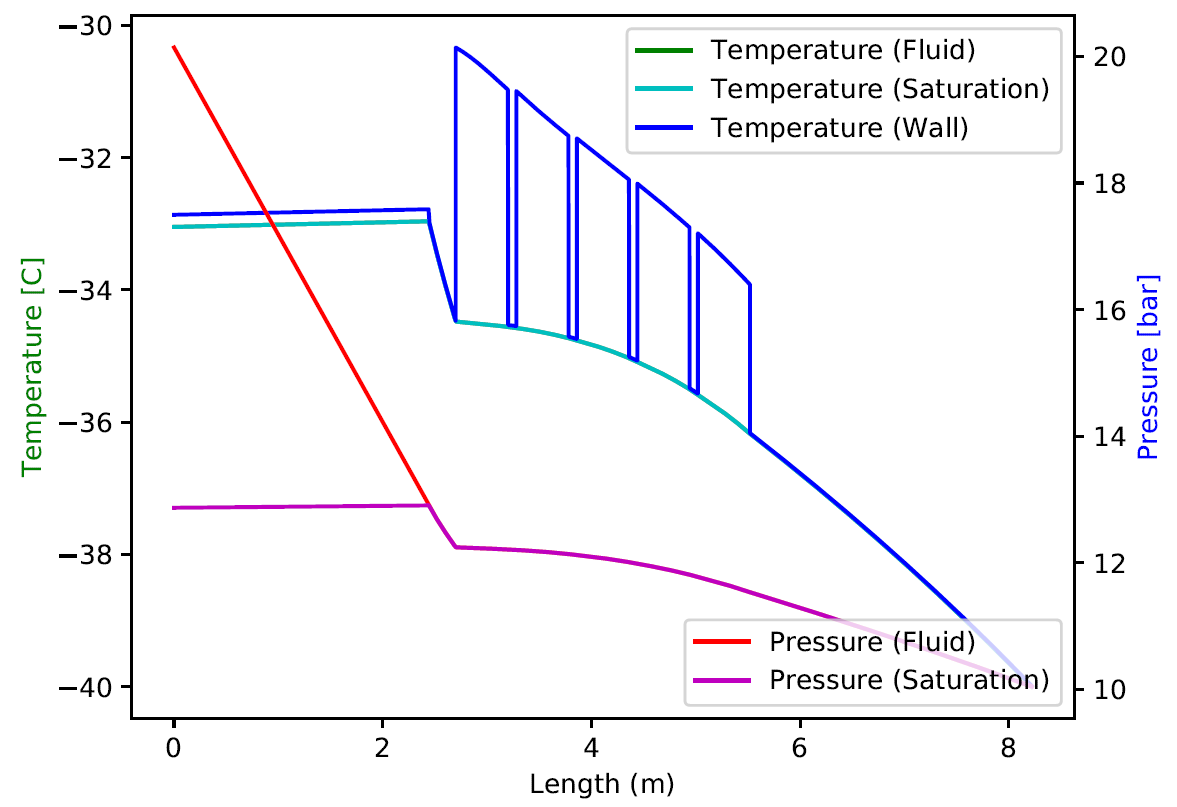 Temperature [C]
−30
−32
−34
−36
−38
−40
Temperature (Fluid)
Temperature (Saturation)
Temperature (Wall)
20
18
16
14
12
10
Pressure [bar]
Pressure (Fluid)
Pressure (Saturation)
0 2 4 6 8
Length (m)